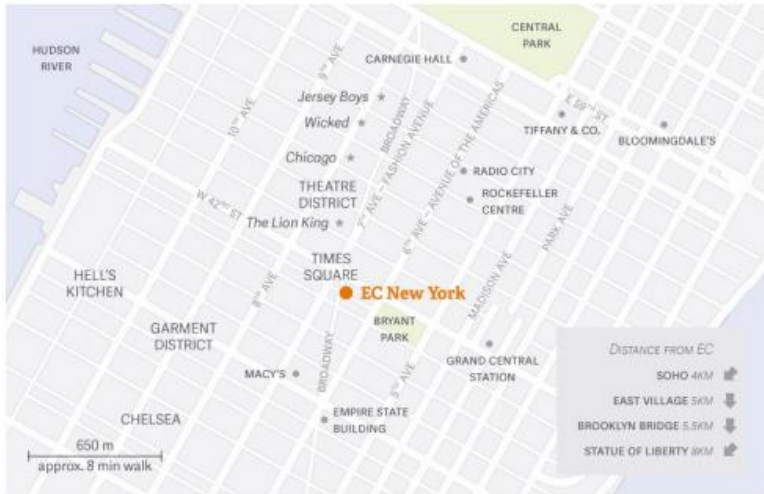 HUDSON
RIVER
CENTRAL
PARK
CARNEGIE HALL
9TH AVE
10TH AVE
Jersey Boys
Wicked
Chicago
BROADWAY
7TH AVE – FASHION AVENUE
6TH AVE – AVENUE OF THE AMERICAS
E 59ND ST.
TIFFANY & CO.
BLOOMINGDALE'S
RADIO CITY
ROCKEFELLER
CENTRE
THEATRE
DISTRICT
W 42ND ST
The Lion King
PARK AVE
MADISON AVE
TIMES
SQUARE
EC New York
HELL'S
KITCHEN
8TH AVE
GARMENT
DISTRICT
BRYANT
PARK
GRAND CENTRAL
STATION
MACY'S
BROADWAY
5TH AVE
EMPIRE STATE
BUILDING
CHELSEA
650 m
approx. 8 min walk
DISTANCE FROM EC
SOHO 4KM
EAST VILLAGE 5KM
BROOKLYN BRIDGE 5.5KM
STATUE OF LIBERTY 8KM